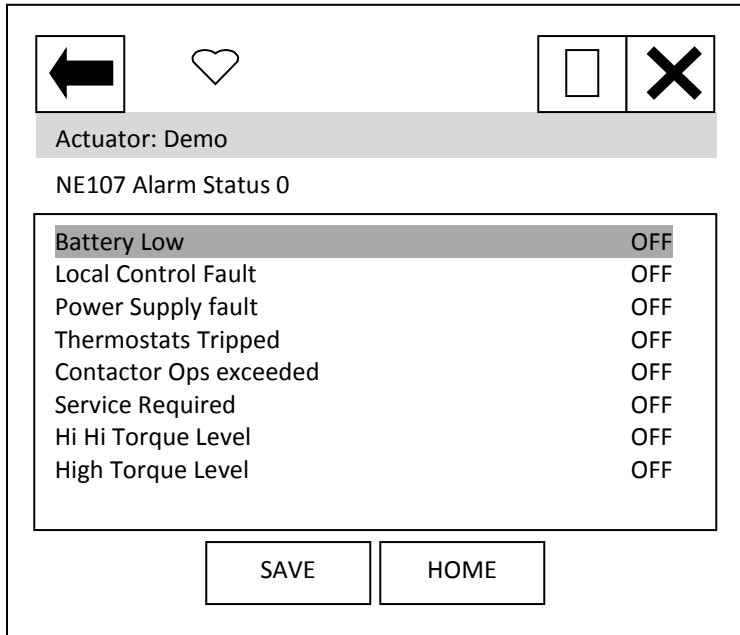 Actuator: Demo
NE107 Alarm Status 0
Battery Low OFF
Local Control Fault OFF
Power Supply fault OFF
Thermostats Tripped OFF
Contactor Ops exceeded OFF
Service Required OFF
Hi Hi Torque Level OFF
High Torque Level OFF
SAVE HOME